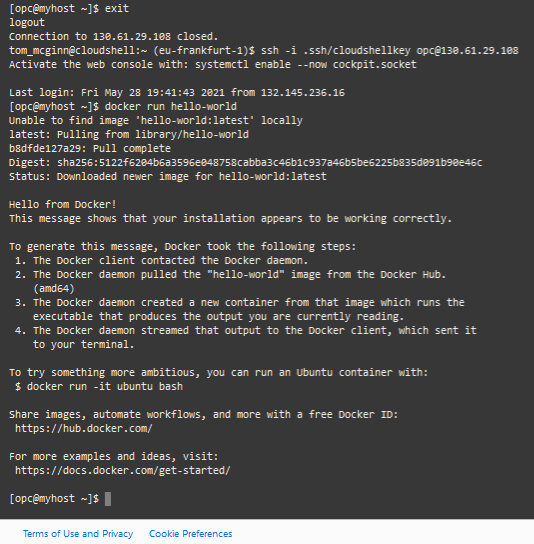 [opc@myhost ~]$ exit
logout
Connection to 130.61.29.108 closed.
tom_mcginn@cloudshell:~ (eu-frankfurt-1)$ ssh -i .ssh/cloudshellkey opc@130.61.29.108
Activate the web console with: systemctl enable --now cockpit.socket
Last login: Fri May 28 19:41:43 2021 from 132.145.236.16
[opc@myhost ~]$ docker run hello-world
Unable to find image 'hello-world:latest' locally
latest: Pulling from library/hello-world
b8dfde127a29: Pull complete
Digest: sha256:5122f6204b6a3596e048758cabba3c46b1c937a46b5be6225b835d091b90e46c
Status: Downloaded newer image for hello-world:latest
Hello from Docker!
This message shows that your installation appears to be working correctly.
To generate this message, Docker took the following steps:
1. The Docker client contacted the Docker daemon.
2. The Docker daemon pulled the "hello-world" image from the Docker Hub.
(amd64)
3. The Docker daemon created a new container from that image which runs the
executable that produces the output you are currently reading.
4. The Docker daemon streamed that output to the Docker client, which sent it
to your terminal.
To try something more ambitious, you can run an Ubuntu container with:
$ docker run -it ubuntu bash
Share images, automate workflows, and more with a free Docker ID:
https://hub.docker.com/
For more examples and ideas, visit:
https://docs.docker.com/get-started/
[opc@myhost ~]$
Terms of Use and Privacy Cookie Preferences